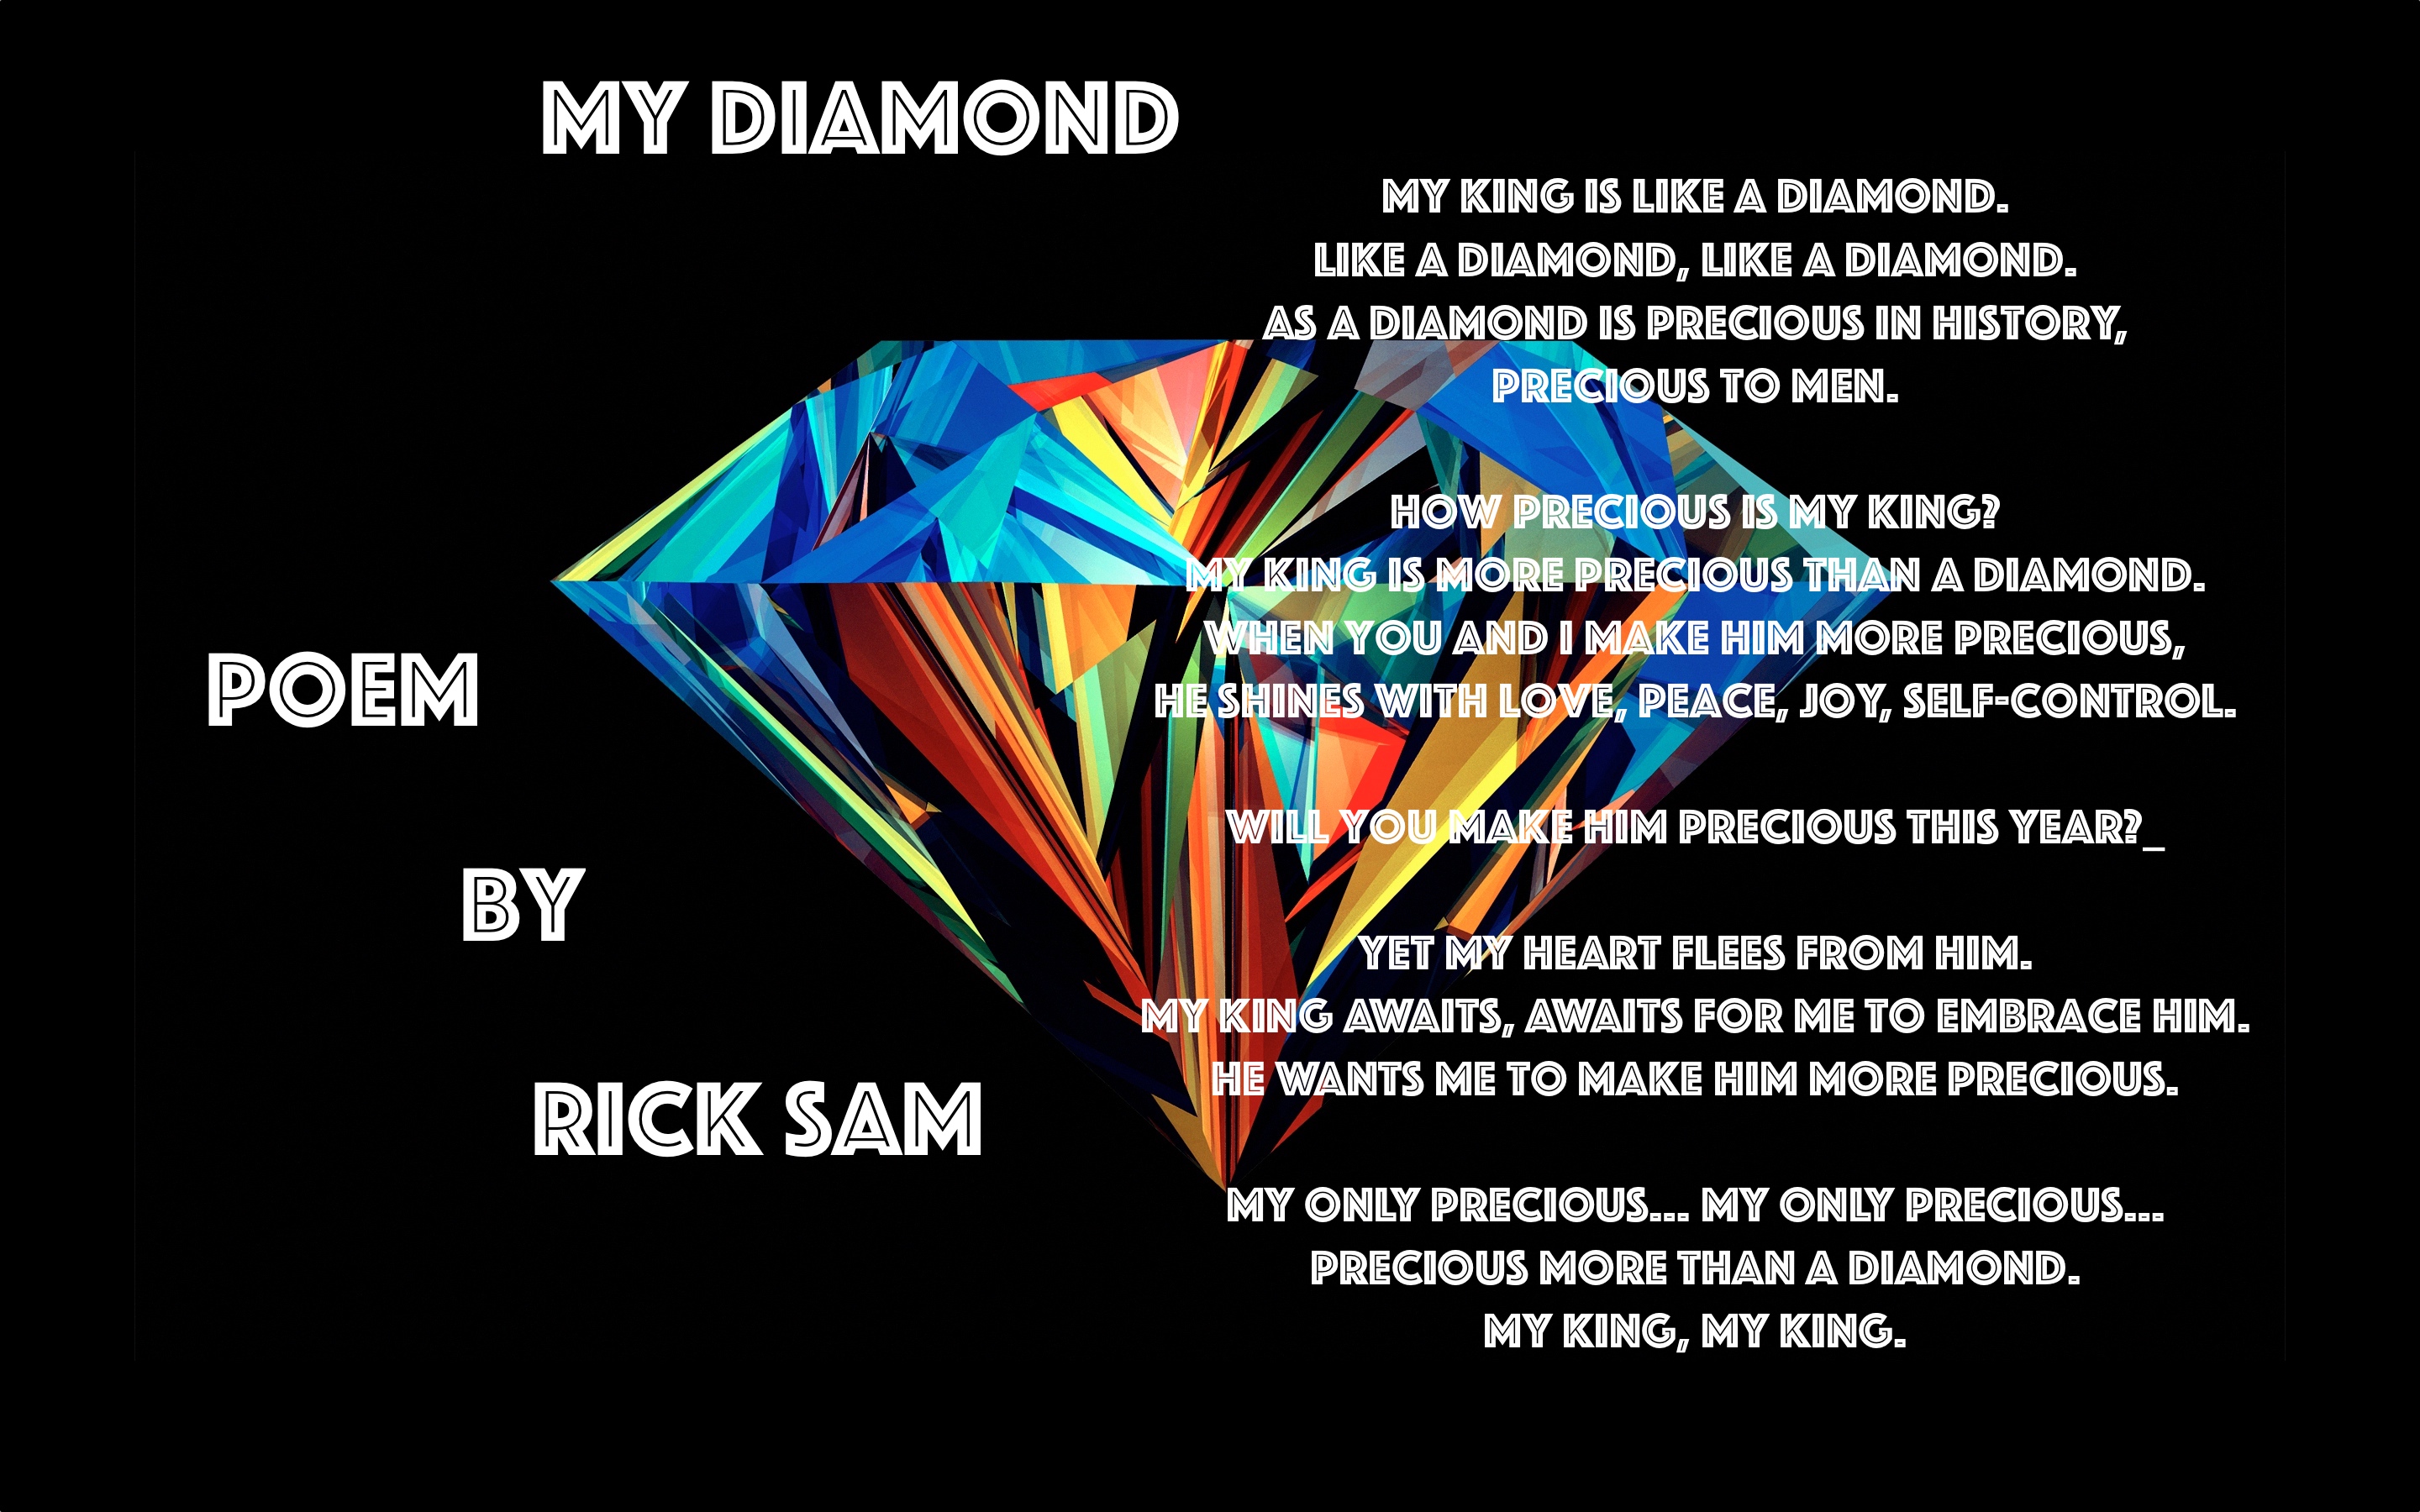 MY DIAMOND
POEM
BY
RICK SAM
MY KING IS LIKE A DIAMOND.
LIKE A DIAMOND, LIKE A DIAMOND.
AS A DIAMOND IS PRECIOUS IN HISTORY,
PRECIOUS TO MEN.
HOW PRECIOUS IS MY KING?
MY KING IS MORE PRECIOUS THAN A DIAMOND.
WHEN YOU AND I MAKE HIM MORE PRECIOUS,
HE SHINES WITH LOVE, PEACE, JOY, SELF-CONTROL.
WILL YOU MAKE HIM PRECIOUS THIS YEAR?_
YET MY HEART FLEES FROM HIM.
MY KING AWAITS, AWAITS FOR ME TO EMBRACE HIM.
HE WANTS ME TO MAKE HIM MORE PRECIOUS.
MY ONLY PRECIOUS... MY ONLY PRECIOUS...
PRECIOUS MORE THAN A DIAMOND.
MY KING, MY KING.